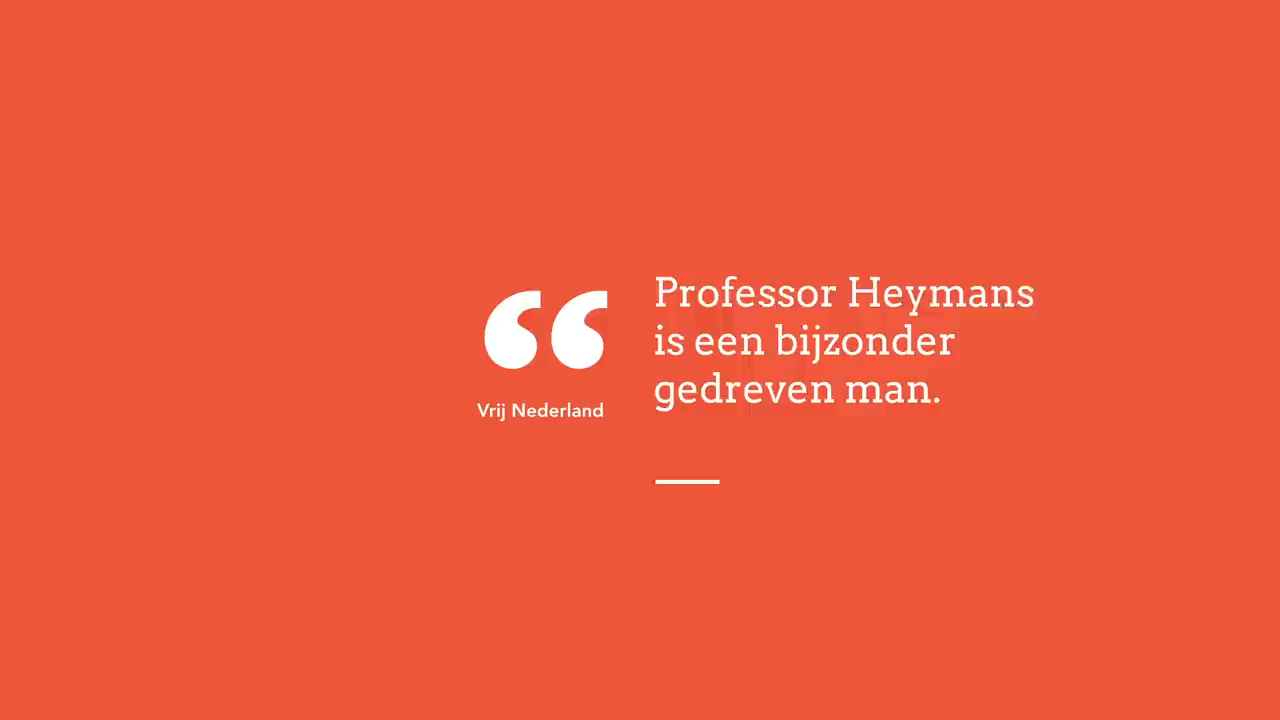 “
Vrij Nederland
Professor Heymans
is een bijzonder
gedreven man.